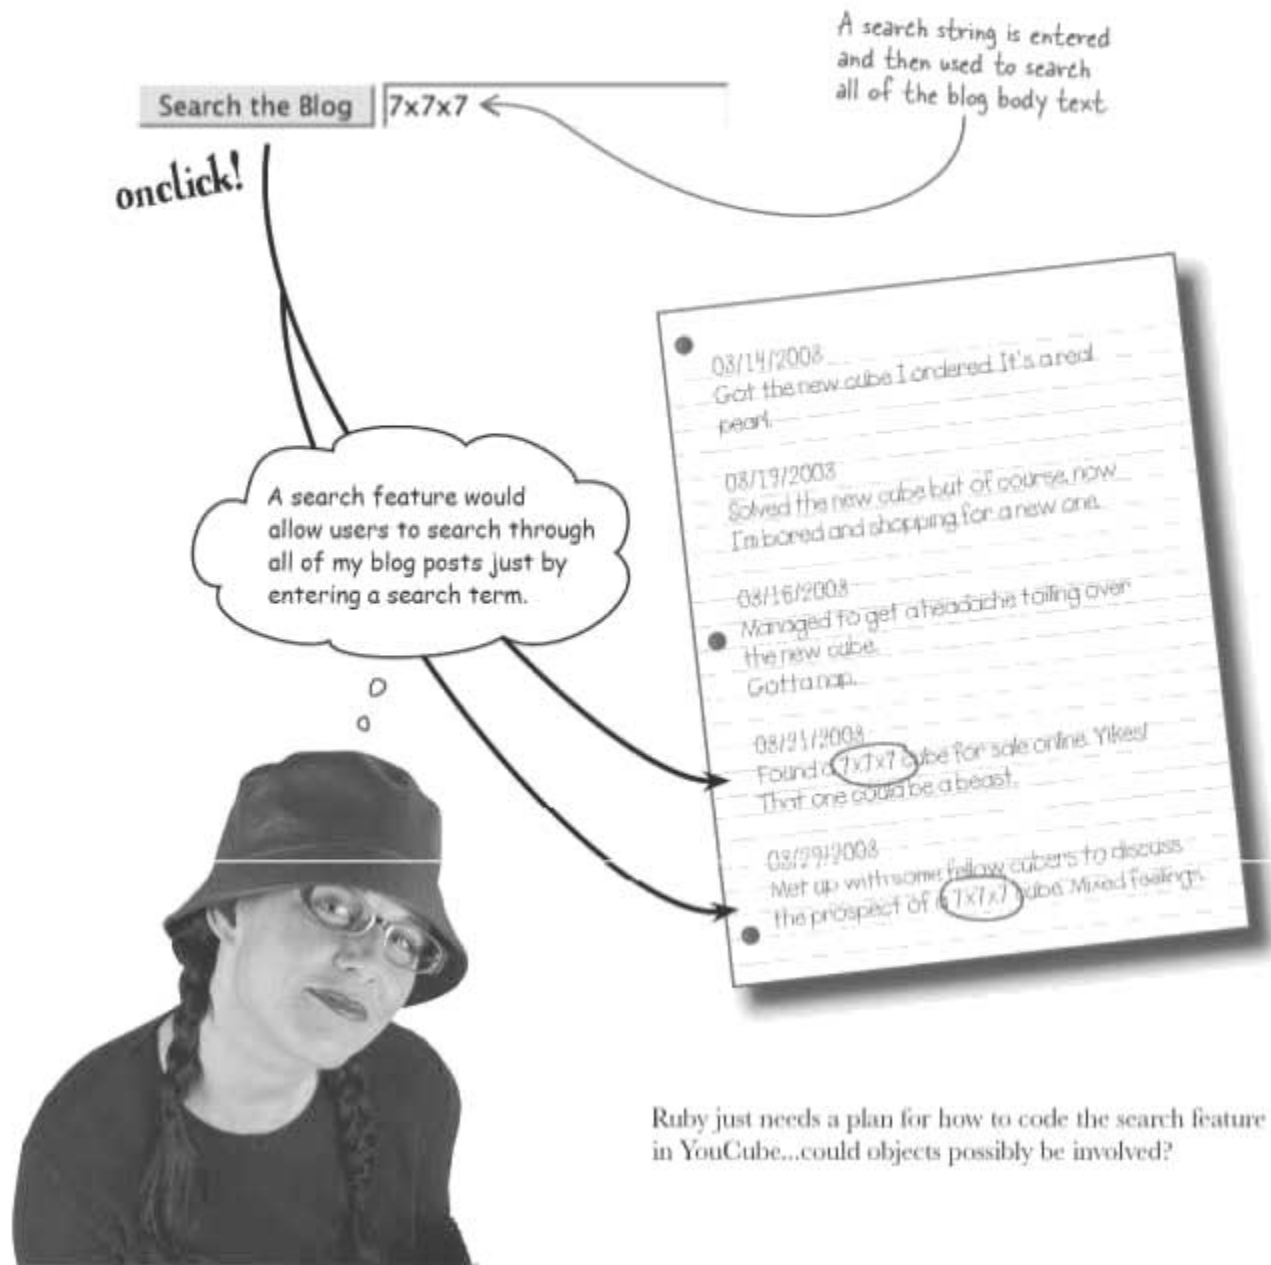 A search string is entered
and then used to search
all of the blog body text
Search the Blog
7x7x7
onclick!
A search feature would
allow users to search through
all of my blog posts just by
entering a search term.
08/14/2008
Got the new cube I ordered. It's a real
pearl.
08/19/2008
Solved the new cube but of course, now
I'm bored and shopping for a new one.
08/16/2008
Managed to get a headache toiling over
the new cube.
Gotta nap.
08/21/2008
Found a 7x7x7 cube for sale online. Yikes!
That one could be a beast.
08/29/2008
Met up with some fellow cubers to discuss
the prospect of a 7x7x7 cube. Mixed feelings.
Ruby just needs a plan for how to code the search feature
in YouCube...could objects possibly be involved?